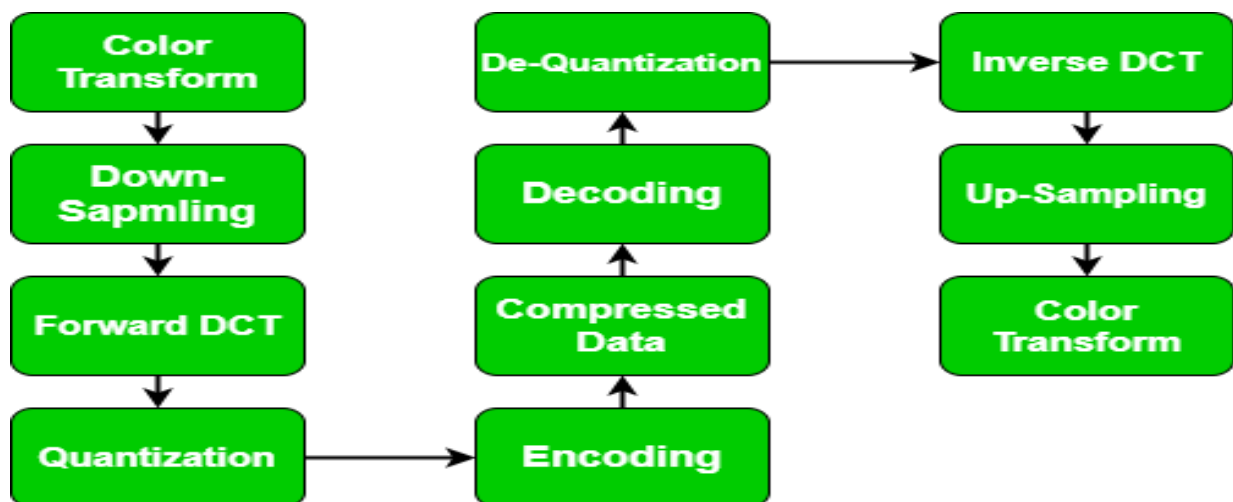 Color
Transform
Down-
Sapmling
Forward DCT
Quantization
Encoding
Compressed
Data
Decoding
De-Quantization
Inverse DCT
Up-Sampling
Color
Transform